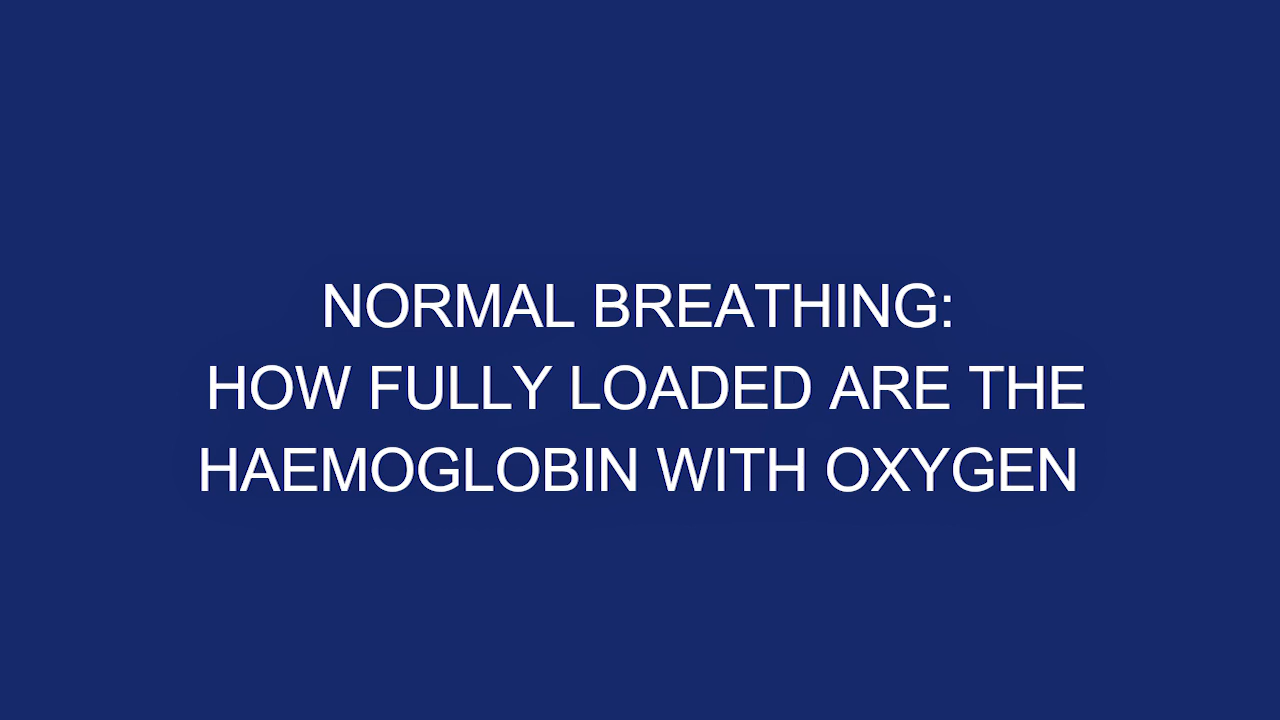 NORMAL BREATHING:
HOW FULLY LOADED ARE THE
HAEMOGLOBIN WITH OXYGEN